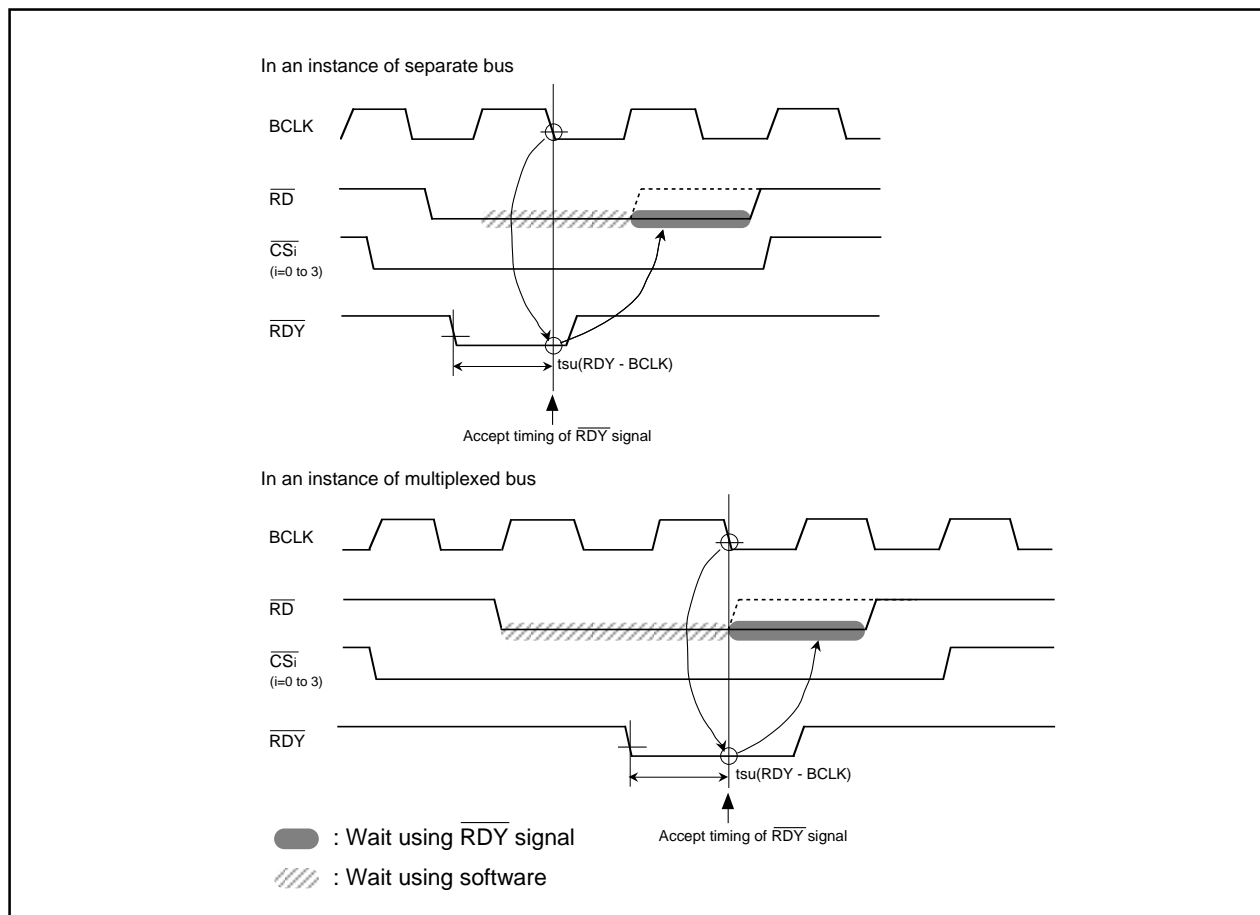 In an instance of separate bus
BCLK
RD
CSi
(i=0 to 3)
RDY
tsu(RDY - BCLK)
Accept timing of RDY signal
In an instance of multiplexed bus
BCLK
RD
CSi
(i=0 to 3)
RDY
tsu(RDY - BCLK)
Accept timing of RDY signal
: Wait using RDY signal
: Wait using software